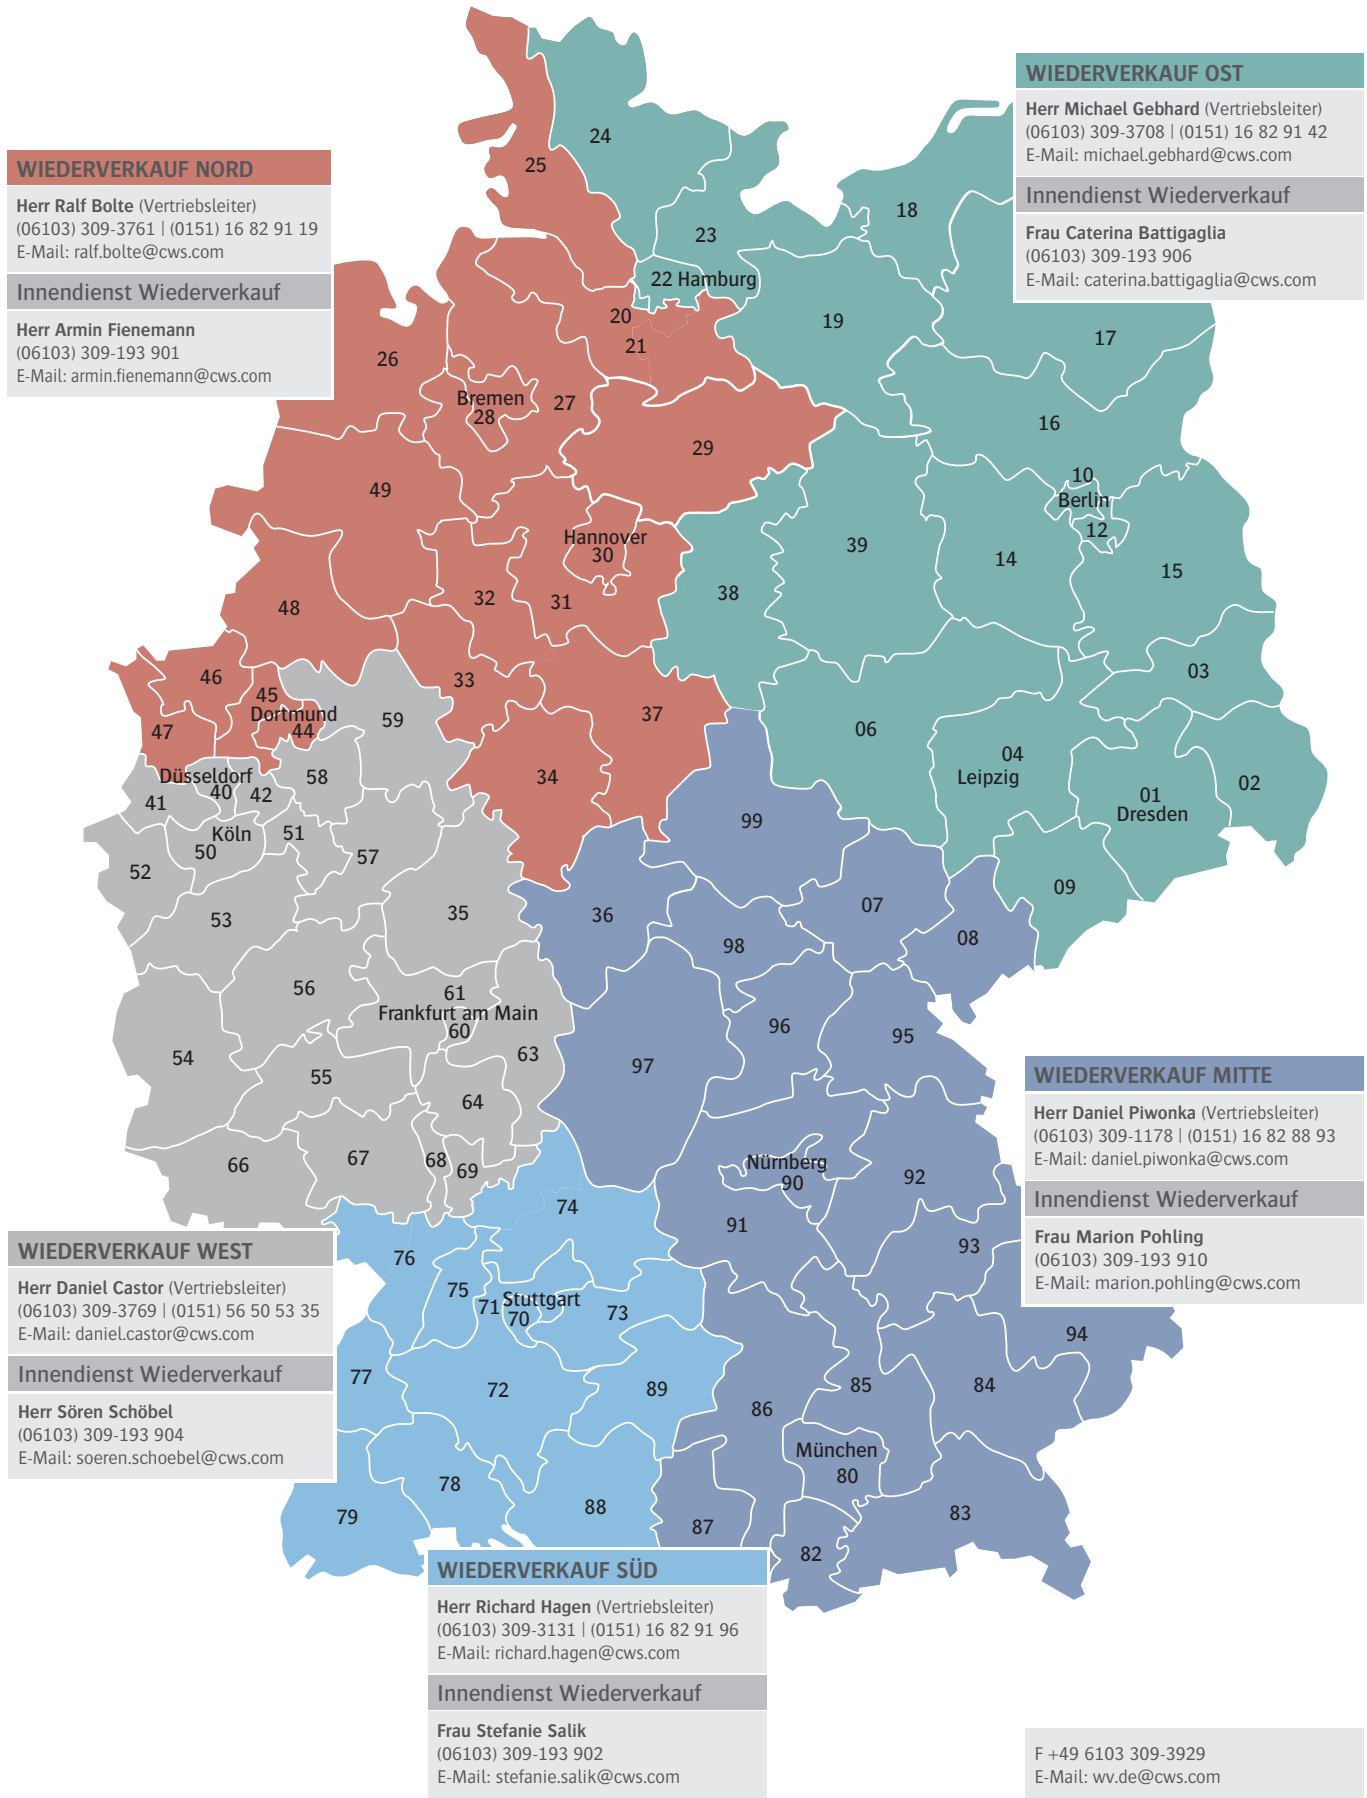 WIEDERVERKAUF NORD
Herr Ralf Bolte (Vertriebsleiter)
(06103) 309-3761 | (0151) 16 82 91 19
E-Mail: ralf.bolte@cws.com
Innendienst Wiederverkauf
Herr Armin Fienemann
(06103) 309-193 901
E-Mail: armin.fienemann@cws.com
WIEDERVERKAUF OST
Herr Michael Gebhard (Vertriebsleiter)
(06103) 309-3708 | (0151) 16 82 91 42
E-Mail: michael.gebhard@cws.com
Innendienst Wiederverkauf
Frau Caterina Battigaglia
(06103) 309-193 906
E-Mail: caterina.battigaglia@cws.com
24
25
18
23
22 Hamburg
20
19
21
17
26
Bremen
28
27
16
29
10
Berlin
12
49
Hannover
30
39
14
15
38
32
31
48
03
46
45
33
Dortmund
44
47
59
37
06
04
Leipzig
02
Düsseldorf
40
42
41
58
34
01
Dresden
99
Köln
50
51
52
57
09
53
35
36
07
98
08
56
61
Frankfurt am Main
60
63
96
95
54
97
55
64
66
67
68
69
Nürnberg
90
92
74
91
93
76
75
71
Stuttgart
70
73
94
77
72
89
85
84
86
München
80
78
79
88
87
83
82
WIEDERVERKAUF MITTE
Herr Daniel Piwonka (Vertriebsleiter)
(06103) 309-1178 | (0151) 16 82 88 93
E-Mail: daniel.piwonka@cws.com
Innendienst Wiederverkauf
Frau Marion Pohling
(06103) 309-193 910
E-Mail: marion.pohling@cws.com
WIEDERVERKAUF WEST
Herr Daniel Castor (Vertriebsleiter)
(06103) 309-3769 | (0151) 56 50 53 35
E-Mail: daniel.castor@cws.com
Innendienst Wiederverkauf
Herr Sören Schöbel
(06103) 309-193 904
E-Mail: soeren.schoebel@cws.com
WIEDERVERKAUF SÜD
Herr Richard Hagen (Vertriebsleiter)
(06103) 309-3131 | (0151) 16 82 91 96
E-Mail: richard.hagen@cws.com
Innendienst Wiederverkauf
Frau Stefanie Salik
(06103) 309-193 902
E-Mail: stefanie.salik@cws.com
F +49 6103 309-3929
E-Mail: wv.de@cws.com